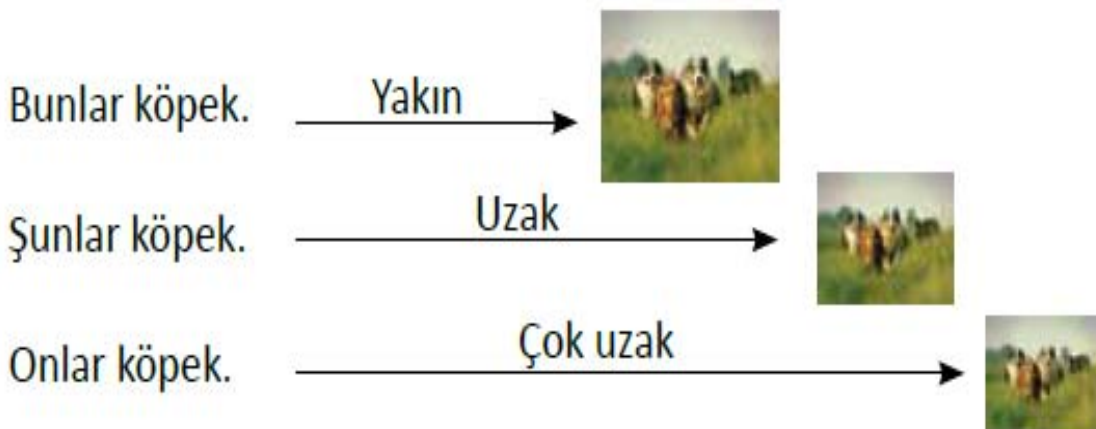 Bunlar köpek.
Yakın
Şunlar köpek.
Uzak
Onlar köpek.
Çok uzak